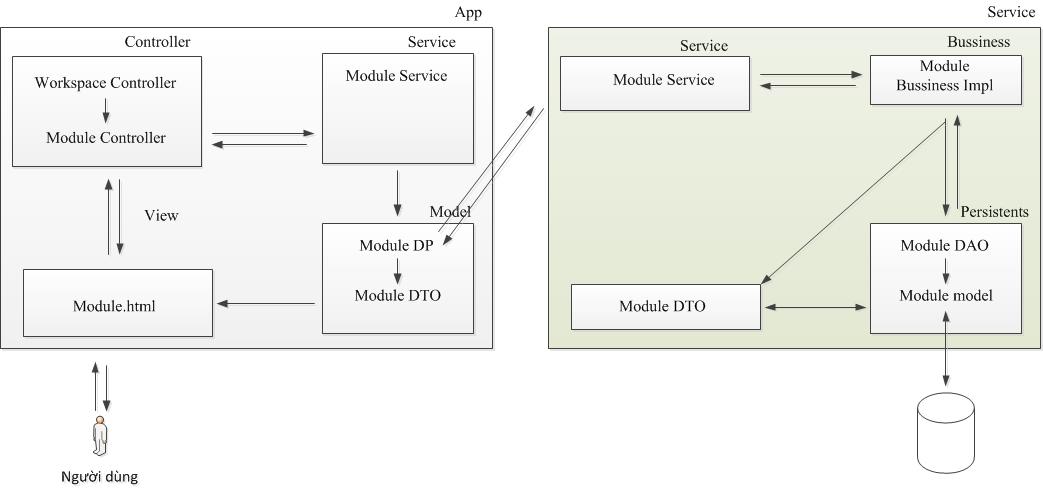 App
Service
Controller
Service
Service
Bussiness
Workspace Controller
Module Controller
Module Service
Module Service
Module
Bussiness Impl
View
Model
Persistents
Module DP
Module DTO
Module DAO
Module model
Module.html
Module DTO
Người dùng